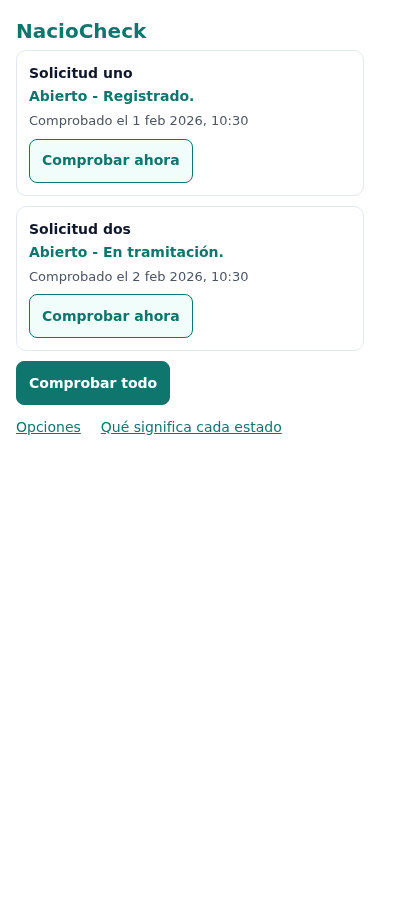 NacioCheck
Solicitud uno
Abierto - Registrado.
Comprobado el 1 feb 2026, 10:30
Comprobar ahora
Solicitud dos
Abierto - En tramitación.
Comprobado el 2 feb 2026, 10:30
Comprobar ahora
Comprobar todo
Opciones Qué significa cada estado